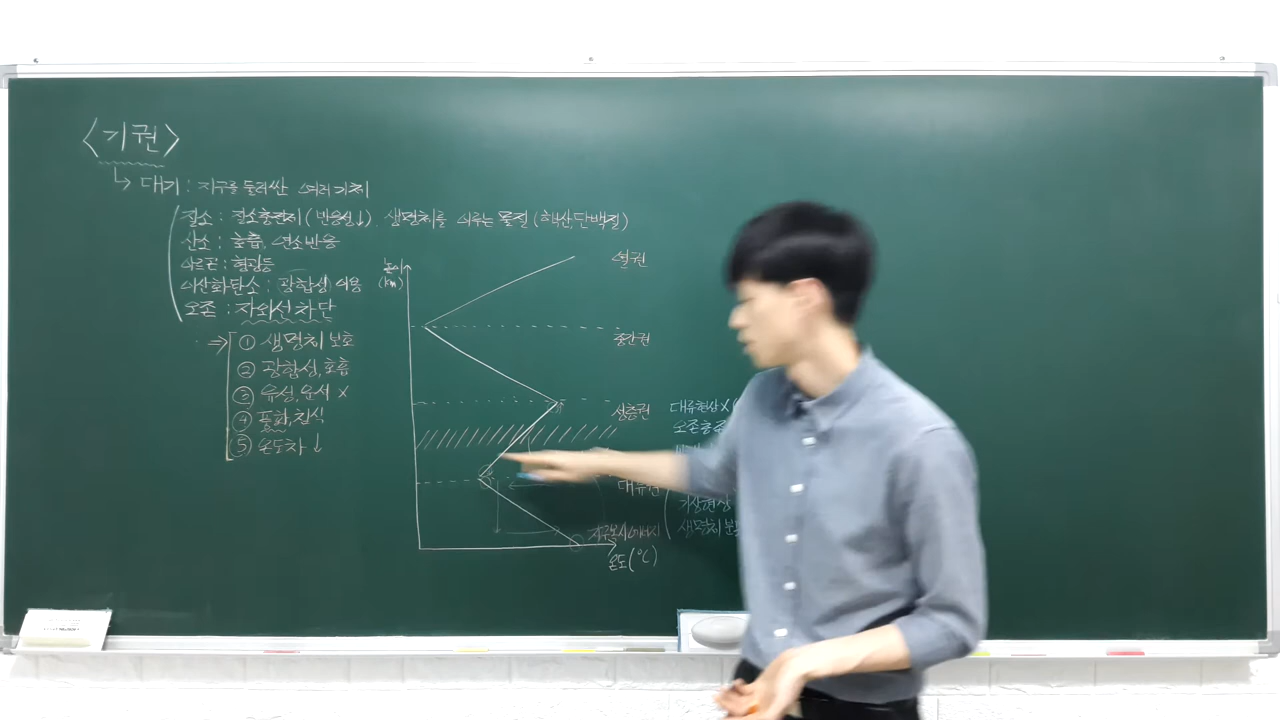 <기권>
↳ 대기 : 지구를 둘러싼 여러 기체
질소 : 질소충전제 (반응성↓). 생명체를 이루는 물질 (핵산,단백질)
산소 : 호흡, 연소반응
아르곤 : 형광등
이산화탄소 : 광합성 이용
오존 : 자외선 차단
⇒ ① 생명체 보호
② 광합성, 호흡
③ 유성, 운석 X
④ 풍화, 침식
⑤ 온도차 ↓
높이
(km)
열권
중간권
성층권
대류현상 X (
오존층
대류권
기상현상
생명체
지구복사에너지
온도(℃)